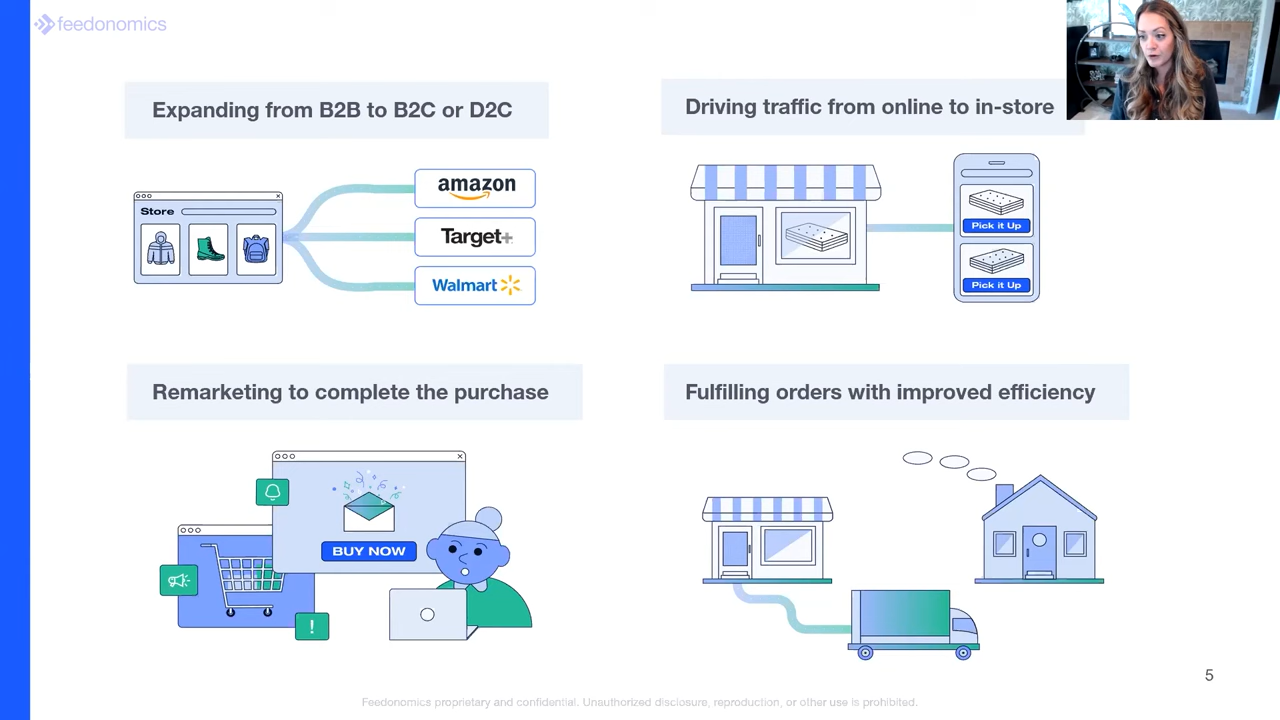 feedonomics
Expanding from B2B to B2C or D2C
Driving traffic from online to in-store
Store
amazon
Target+
Walmart
Pick it Up
Pick it Up
Remarketing to complete the purchase
Fulfilling orders with improved efficiency
BUY NOW
!
5
Feedonomics proprietary and confidential. Unauthorized disclosure, reproduction, or other use is prohibited.